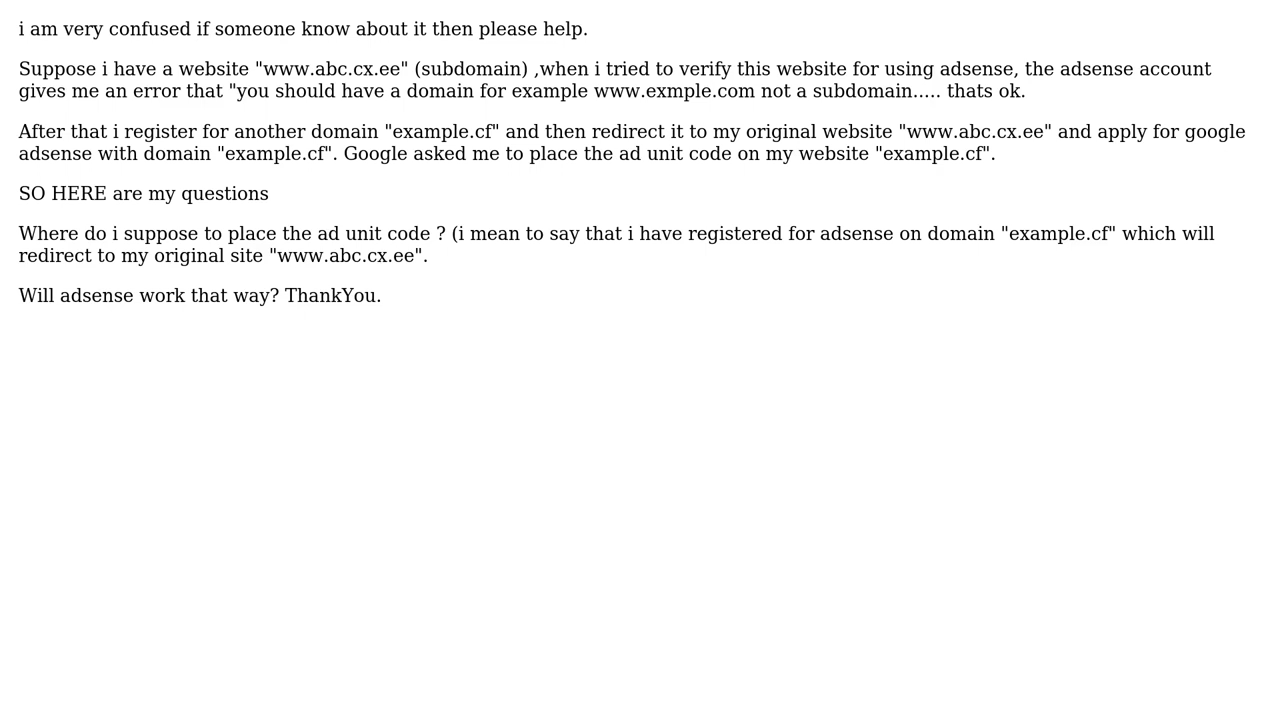 i am very confused if someone know about it then please help.
Suppose i have a website "www.abc.cx.ee" (subdomain) ,when i tried to verify this website for using adsense, the adsense account
gives me an error that "you should have a domain for example www.exmple.com not a subdomain..... thats ok.
After that i register for another domain "example.cf" and then redirect it to my original website "www.abc.cx.ee" and apply for google
adsense with domain "example.cf". Google asked me to place the ad unit code on my website "example.cf".
SO HERE are my questions
Where do i suppose to place the ad unit code ? (i mean to say that i have registered for adsense on domain "example.cf" which will
redirect to my original site "www.abc.cx.ee".
Will adsense work that way? ThankYou.